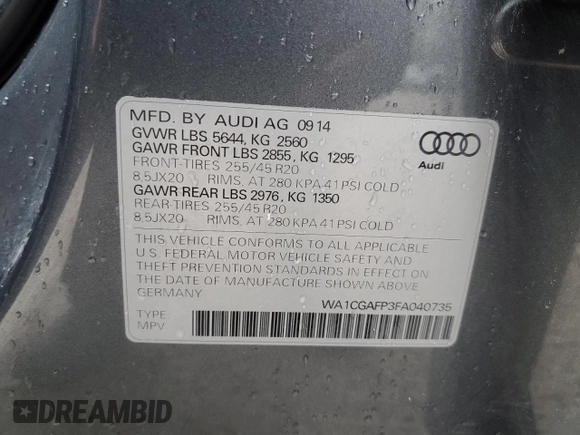 MFD. BY AUDI AG 09 14
GVWR LBS 5644, KG 2560
GAWR FRONT LBS 2855, KG 1295
FRONT-TIRES 255/45 R20
8,5JX20 RIMS, AT 280 KPA 41 PSI COLD
GAWR REAR LBS 2976, KG 1350
REAR-TIRES 255/45 R20
8,5JX20 RIMS, AT 280 KPA 41 PSI COLD
Audi
THIS VEHICLE CONFORMS TO ALL APPLICABLE
U.S. FEDERAL MOTOR VEHICLE SAFETY AND
THEFT PREVENTION STANDARDS IN EFFECT ON
THE DATE OF MANUFACTURE SHOWN ABOVE
GERMANY
WA1CGAFP3FA040735
TYPE:
MPV
DREAMBID